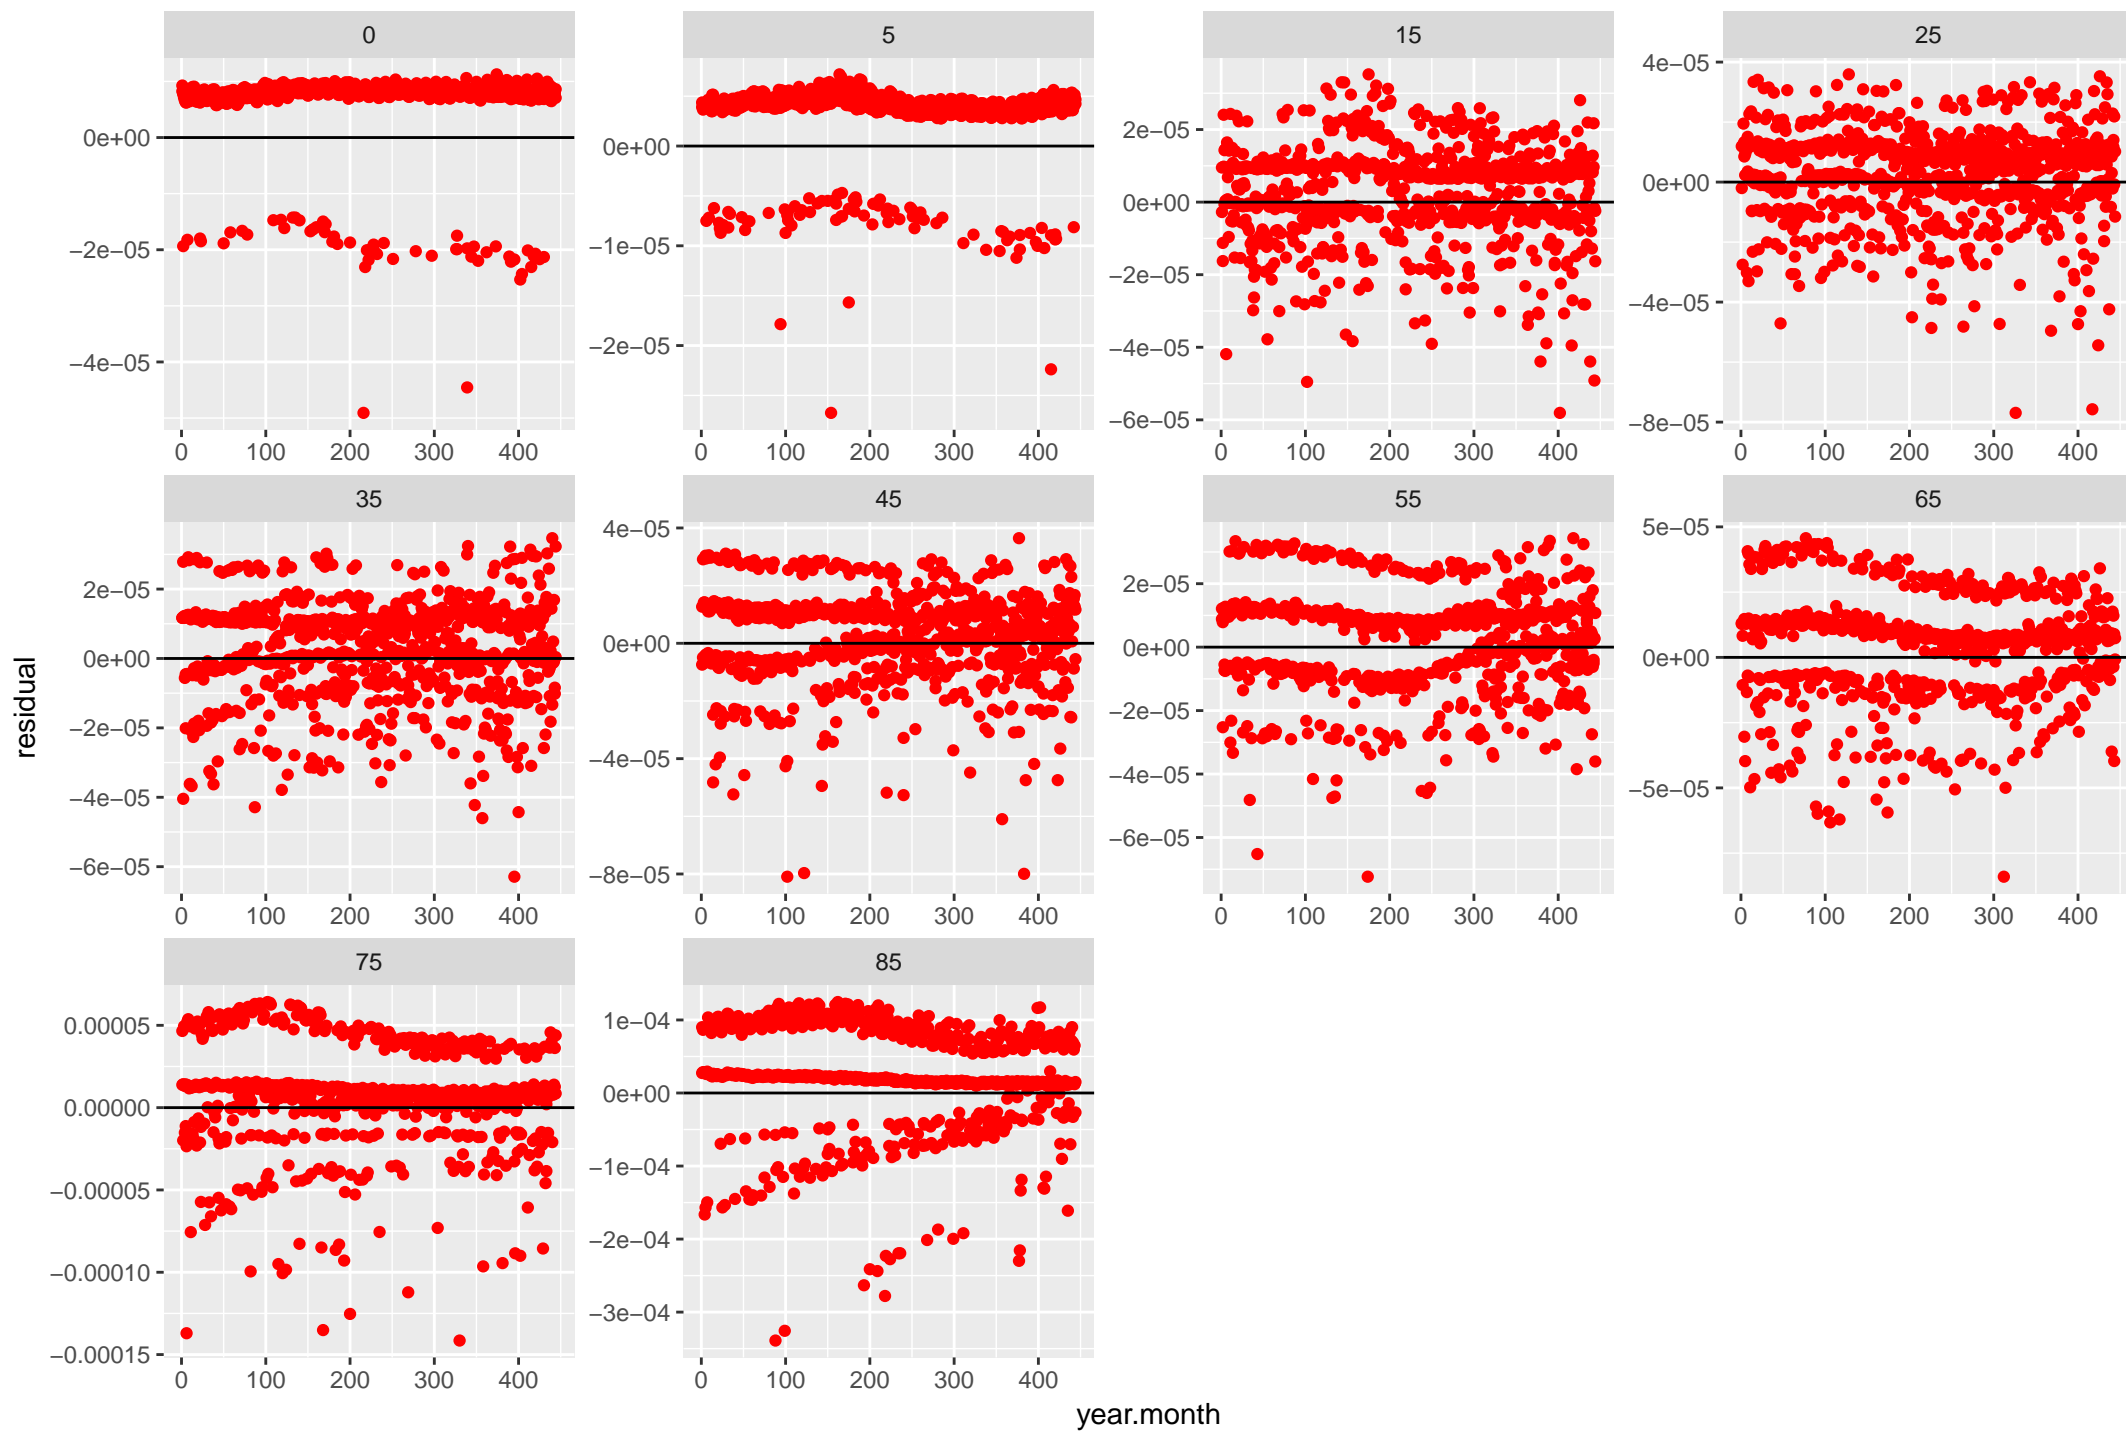 0 5 15 25
0e+00
−2e−05
−4e−05
0e+00
−1e−05
−2e−05
2e−05
0e+00
−2e−05
−4e−05
−6e−05
4e−05
0e+00
−4e−05
−8e−05
0 100 200 300 400 0 100 200 300 400 0 100 200 300 400 0 100 200 300 400
35 45 55 65
2e−05
0e+00
−2e−05
−4e−05
−6e−05
4e−05
0e+00
−4e−05
−8e−05
2e−05
0e+00
−2e−05
−4e−05
−6e−05
5e−05
0e+00
−5e−05
0 100 200 300 400 0 100 200 300 400 0 100 200 300 400 0 100 200 300 400
residual
75 85
0.00005
0.00000
−0.00005
−0.00010
−0.00015
1e−04
0e+00
−1e−04
−2e−04
−3e−04
0 100 200 300 400 0 100 200 300 400
year.month